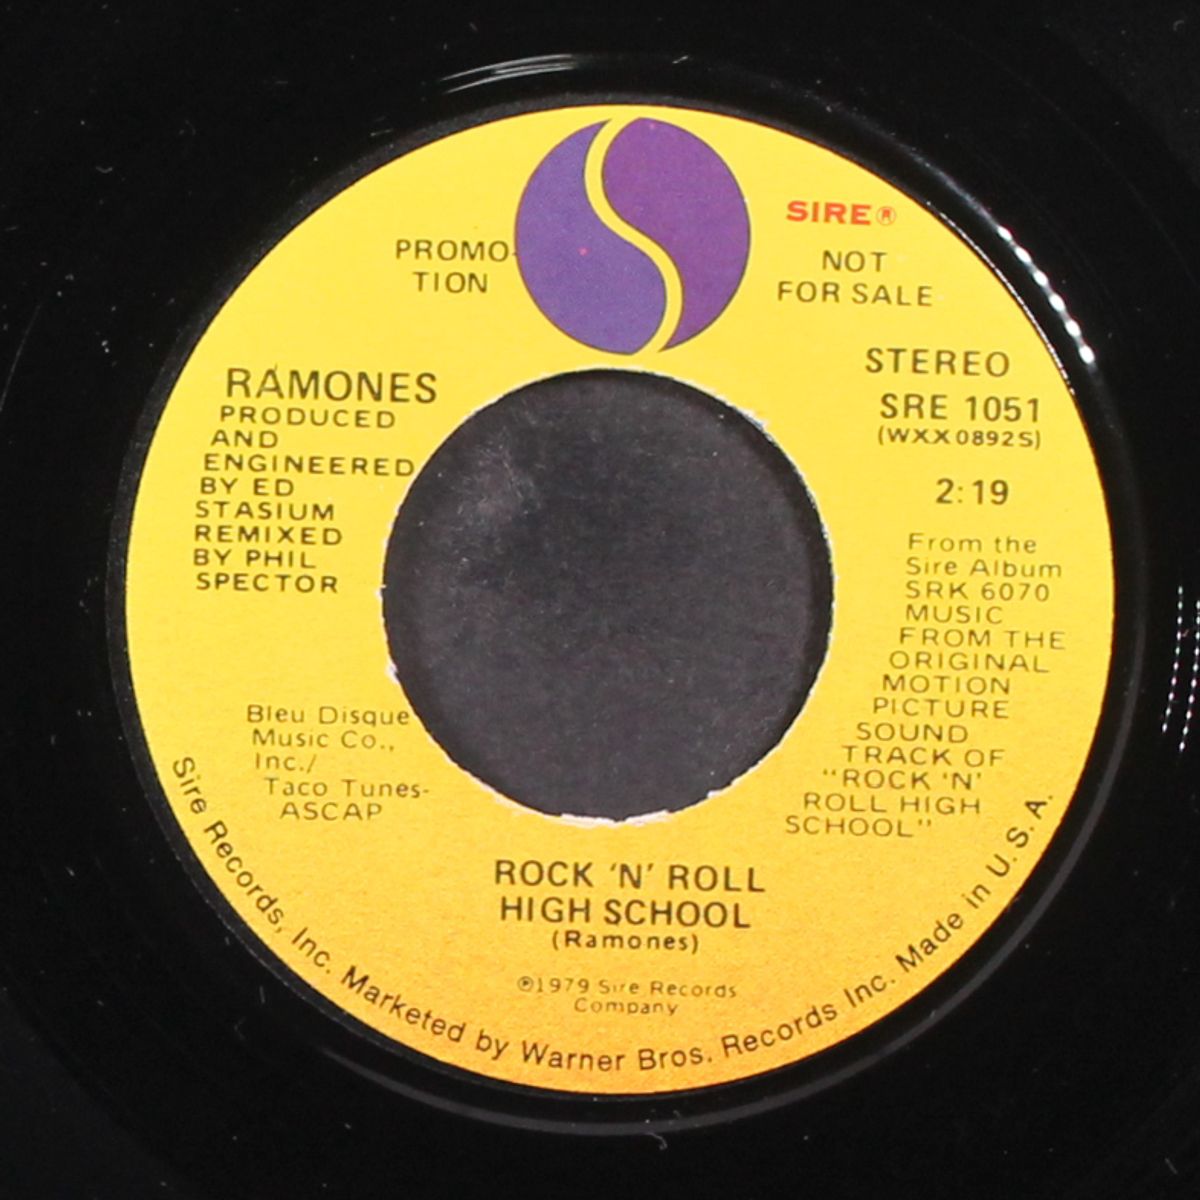 SIRE®
PROMO-
TION
NOT
FOR SALE
RAMONES
PRODUCED
AND
ENGINEERED
BY ED
STASIUM
REMIXED
BY PHIL
SPECTOR
STEREO
SRE 1051
(WXX0892S)
2:19
From the
Sire Album
SRK 6070
MUSIC
FROM THE
ORIGINAL
MOTION
PICTURE
SOUND
TRACK OF
"ROCK 'N'
ROLL HIGH
SCHOOL"
Bleu Disque
Music Co.,
Inc./
Taco Tunes-
ASCAP
ROCK 'N' ROLL
HIGH SCHOOL
(Ramones)
℗1979 Sire Records
Company
Sire Records, Inc. Marketed by Warner Bros. Records Inc. Made in U.S.A.